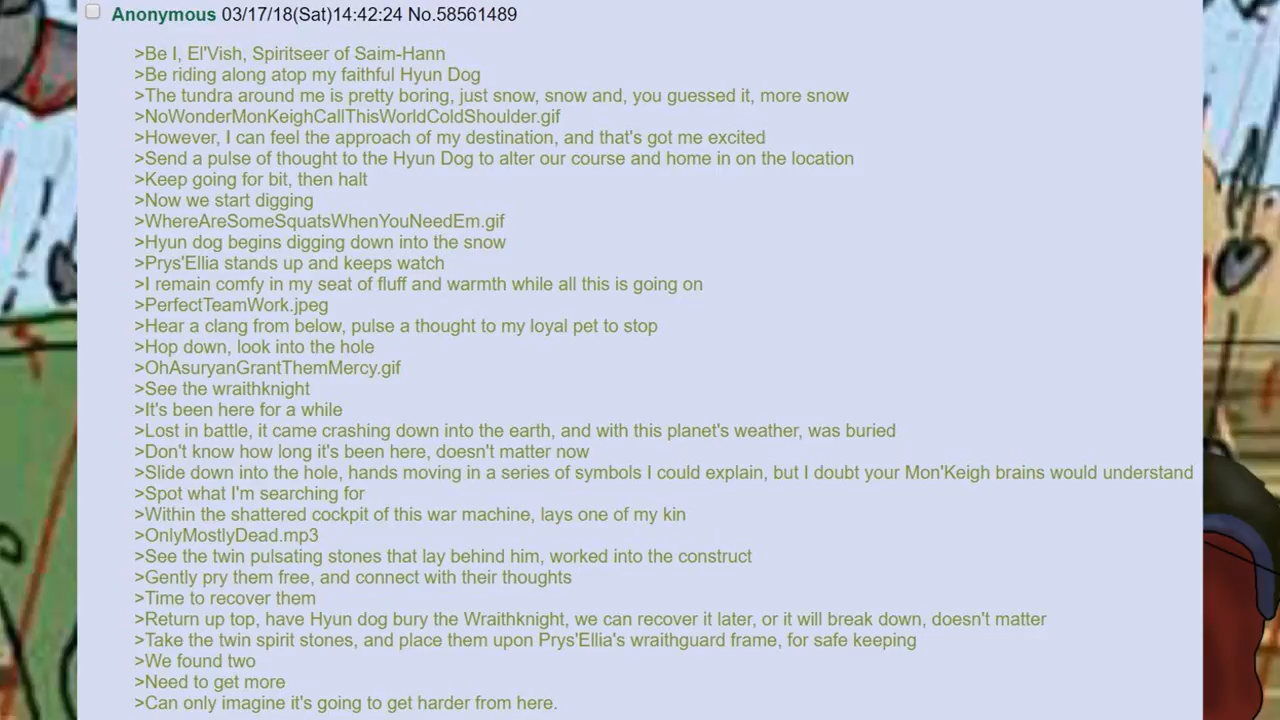 Anonymous 03/17/18(Sat)14:42:24 No.58561489
>Be I, El'Vish, Spiritseer of Saim-Hann
>Be riding along atop my faithful Hyun Dog
>The tundra around me is pretty boring, just snow, snow and, you guessed it, more snow
>NoWonderMonKeighCallThisWorldColdShoulder.gif
>However, I can feel the approach of my destination, and that's got me excited
>Send a pulse of thought to the Hyun Dog to alter our course and home in on the location
>Keep going for bit, then halt
>Now we start digging
>WhereAreSomeSquatsWhenYouNeedEm.gif
>Hyun dog begins digging down into the snow
>Prys'Ellia stands up and keeps watch
>I remain comfy in my seat of fluff and warmth while all this is going on
>PerfectTeamWork.jpeg
>Hear a clang from below, pulse a thought to my loyal pet to stop
>Hop down, look into the hole
>OhAsuryanGrantThemMercy.gif
>See the wraithknight
>It's been here for a while
>Lost in battle, it came crashing down into the earth, and with this planet's weather, was buried
>Don't know how long it's been here, doesn't matter now
>Slide down into the hole, hands moving in a series of symbols I could explain, but I doubt your Mon'Keigh brains would understand
>Spot what I'm searching for
>Within the shattered cockpit of this war machine, lays one of my kin
>OnlyMostlyDead.mp3
>See the twin pulsating stones that lay behind him, worked into the construct
>Gently pry them free, and connect with their thoughts
>Time to recover them
>Return up top, have Hyun dog bury the Wraithknight, we can recover it later, or it will break down, doesn't matter
>Take the twin spirit stones, and place them upon Prys'Ellia's wraithguard frame, for safe keeping
>We found two
>Need to get more
>Can only imagine it's going to get harder from here.